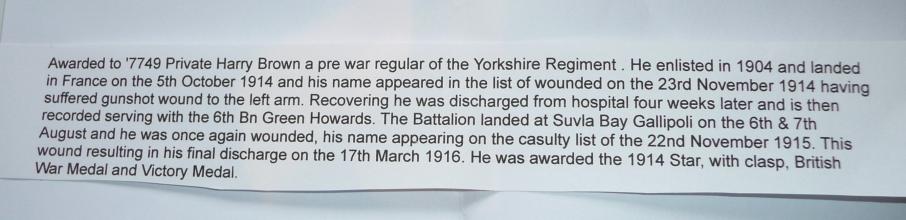 Awarded to '7749 Private Harry Brown a pre war regular of the Yorkshire Regiment . He enlisted in 1904 and landed
in France on the 5th October 1914 and his name appeared in the list of wounded on the 23rd November 1914 having
suffered gunshot wound to the left arm. Recovering he was discharged from hospital four weeks later and is then
recorded serving with the 6th Bn Green Howards. The Battalion landed at Suvla Bay Gallipoli on the 6th & 7th
August and he was once again wounded, his name appearing on the casulty list of the 22nd November 1915. This
wound resulting in his final discharge on the 17th March 1916. He was awarded the 1914 Star, with clasp, British
War Medal and Victory Medal.